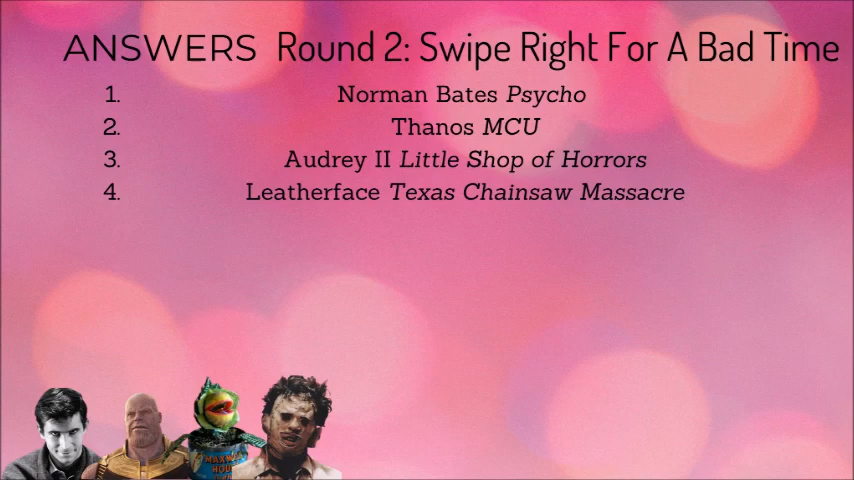 ANSWERS Round 2: Swipe Right For A Bad Time
1. Norman Bates Psycho
2. Thanos MCU
3. Audrey II Little Shop of Horrors
4. Leatherface Texas Chainsaw Massacre